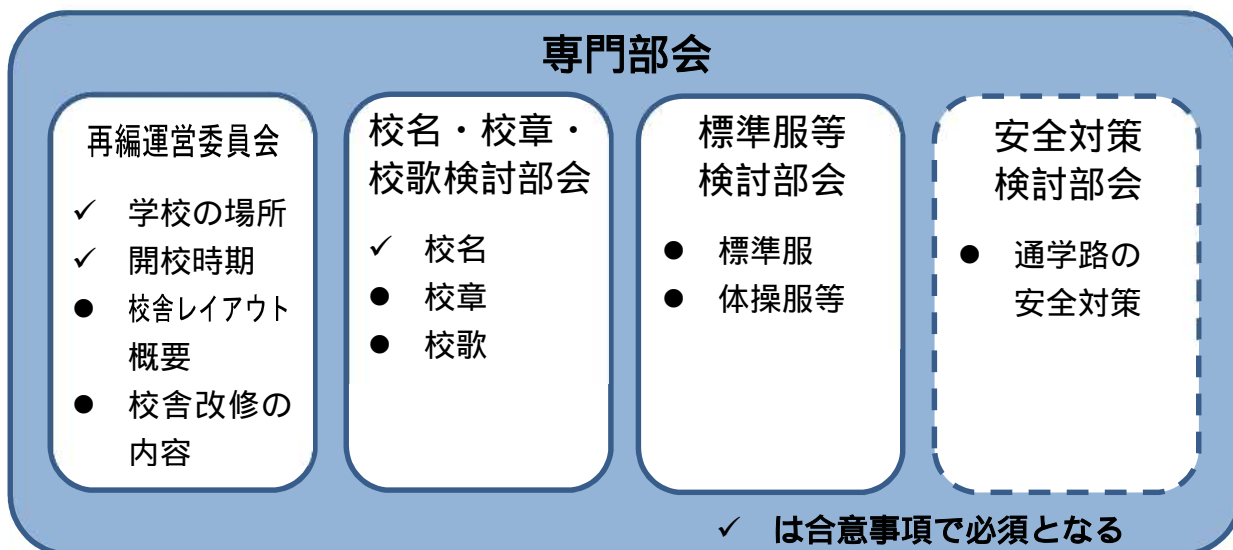 専門部会
再編運営委員会
✓ 学校の場所
✓ 開校時期
● 校舎レイアウト
概要
● 校舎改修の
内容
校名・校章・
校歌検討部会
✓ 校名
● 校章
● 校歌
標準服等
検討部会
● 標準服
● 体操服等
安全対策
検討部会
● 通学路の
安全対策
✓ は合意事項で必須となる